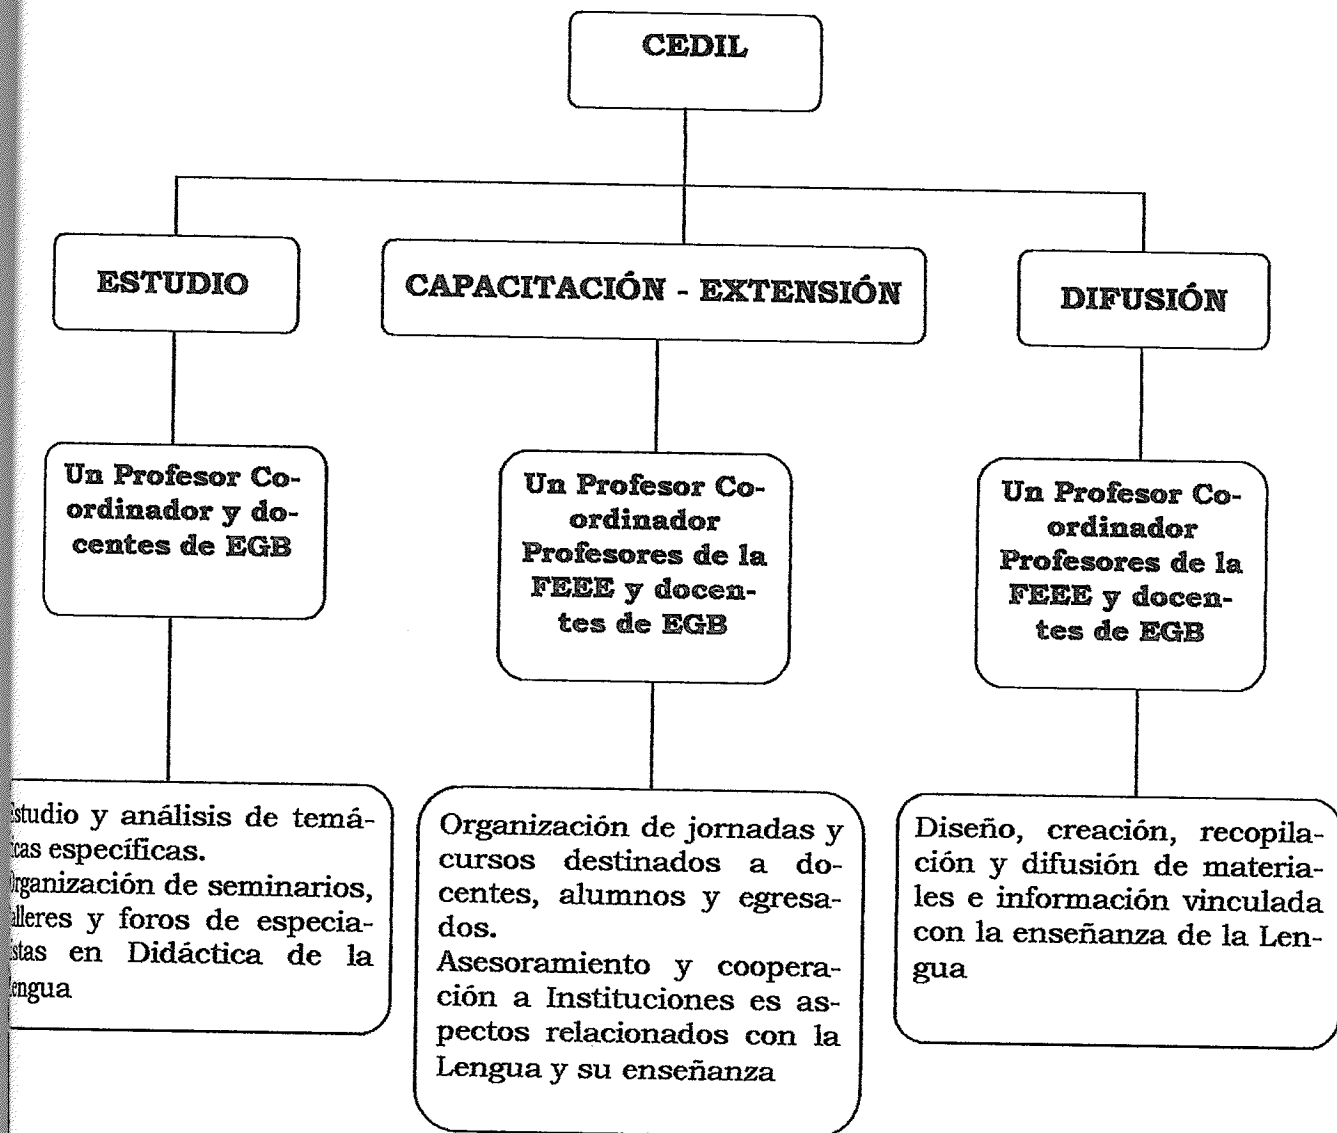 CEDIL
ESTUDIO
CAPACITACIÓN - EXTENSIÓN
DIFUSIÓN
Un Profesor Co-
ordinador y do-
centes de EGB
Un Profesor Co-
ordinador
Profesores de la
FEEE y docen-
tes de EGB
Un Profesor Co-
ordinador
Profesores de la
FEEE y docen-
tes de EGB
studio y análisis de temá-
icas específicas.
rganización de seminarios,
alleres y foros de especia-
istas en Didáctica de la
engua
Organización de jornadas y
cursos destinados a do-
centes, alumnos y egresa-
dos.
Asesoramiento y coopera-
ción a Instituciones es as-
pectos relacionados con la
Lengua y su enseñanza
Diseño, creación, recopila-
ción y difusión de materia-
les e información vinculada
con la enseñanza de la Len-
gua